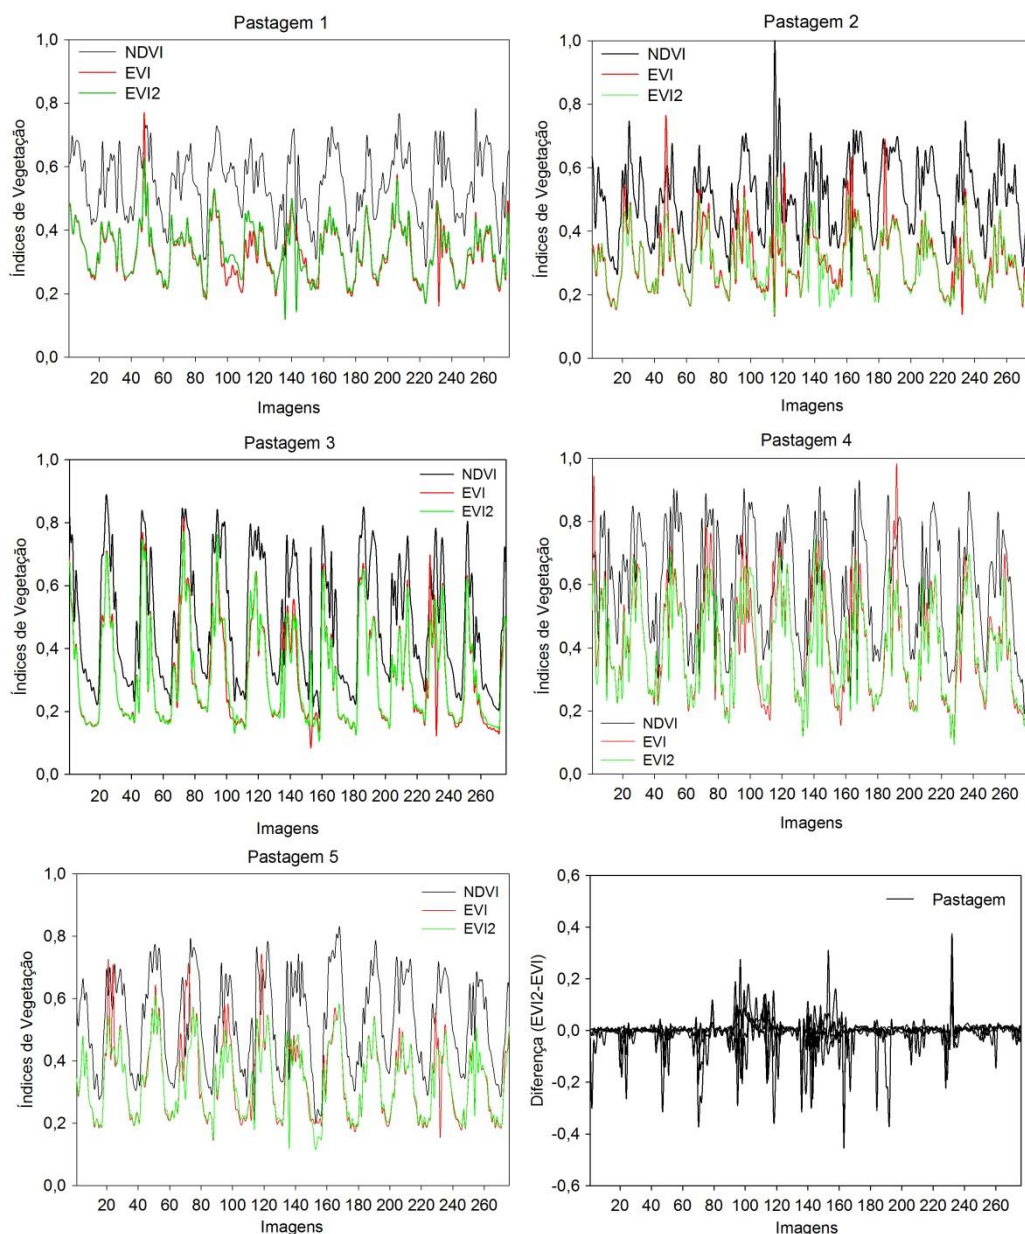 Pastagem 1
NDVI
EVI
EVI2
Índices de Vegetação
1,0
0,8
0,6
0,4
0,2
0,0
20 40 60 80 100 120 140 160 180 200 220 240 260
Imagens
Pastagem 2
NDVI
EVI
EVI2
Índices de Vegetação
1,0
0,8
0,6
0,4
0,2
0,0
20 40 60 80 100 120 140 160 180 200 220 240 260
Imagens
Pastagem 3
NDVI
EVI
EVI2
Índices de Vegetação
1,0
0,8
0,6
0,4
0,2
0,0
20 40 60 80 100 120 140 160 180 200 220 240 260
Imagens
Pastagem 4
NDVI
EVI
EVI2
Índices de Vegetação
1,0
0,8
0,6
0,4
0,2
0,0
20 40 60 80 100 120 140 160 180 200 220 240 260
Imagens
Pastagem 5
NDVI
EVI
EVI2
Índices de Vegetação
1,0
0,8
0,6
0,4
0,2
0,0
20 40 60 80 100 120 140 160 180 200 220 240 260
Imagens
Pastagem
Diferença (EVI2-EVI)
0,6
0,4
0,2
0,0
-0,2
-0,4
-0,6
20 40 60 80 100 120 140 160 180 200 220 240 260
Imagens